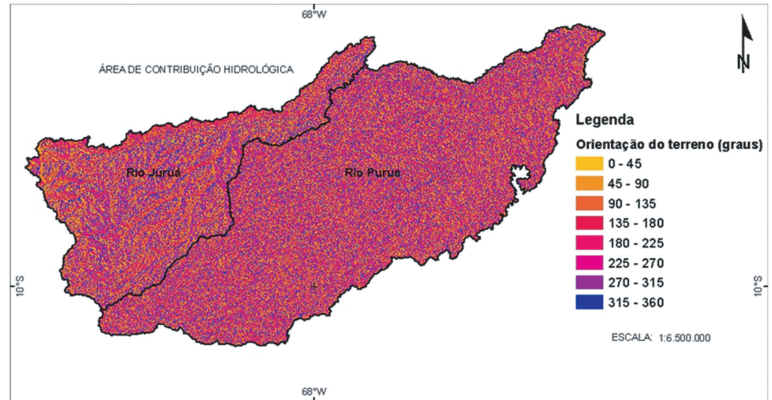 68°W
ÁREA DE CONTRIBUIÇÃO HIDROLÓGICA
N
Legenda
Orientação do terreno (graus)
0 - 45
45 - 90
90 - 135
135 - 180
180 - 225
225 - 270
270 - 315
315 - 360
Rio Juruá
Rio Purus
10°S
10°S
ESCALA: 1:6.500.000
68°W